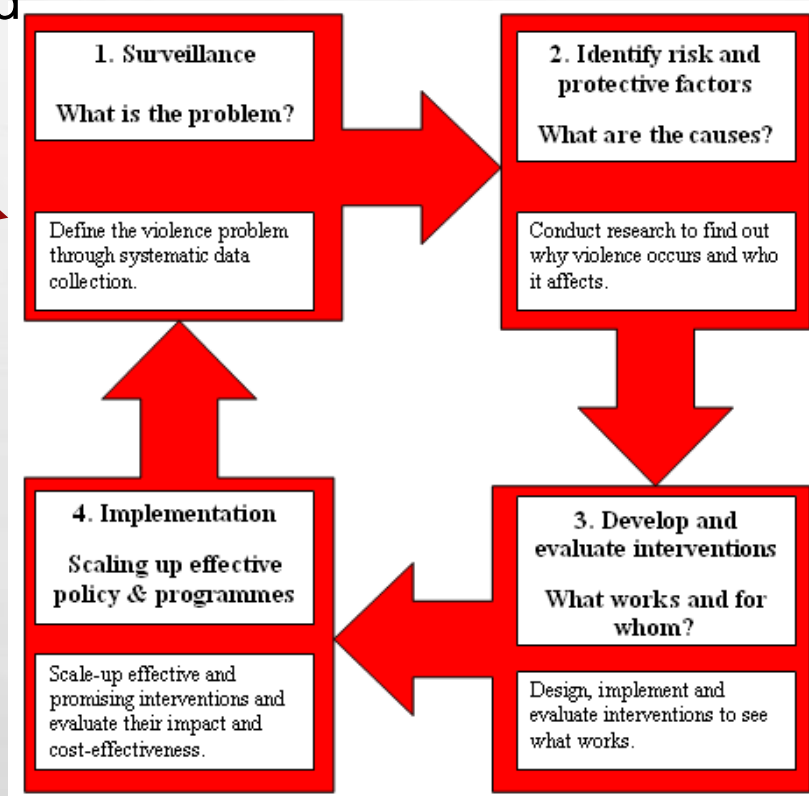 1. Surveillance
What is the problem?
Define the violence problem
through systematic data
collection.
2. Identify risk and
protective factors
What are the causes?
Conduct research to find out
why violence occurs and who
it affects.
3. Develop and
evaluate interventions
What works and for
whom?
Design, implement and
evaluate interventions to see
what works.
4. Implementation
Scaling up effective
policy & programmes
Scale-up effective and
promising interventions and
evaluate their impact and
cost-effectiveness.